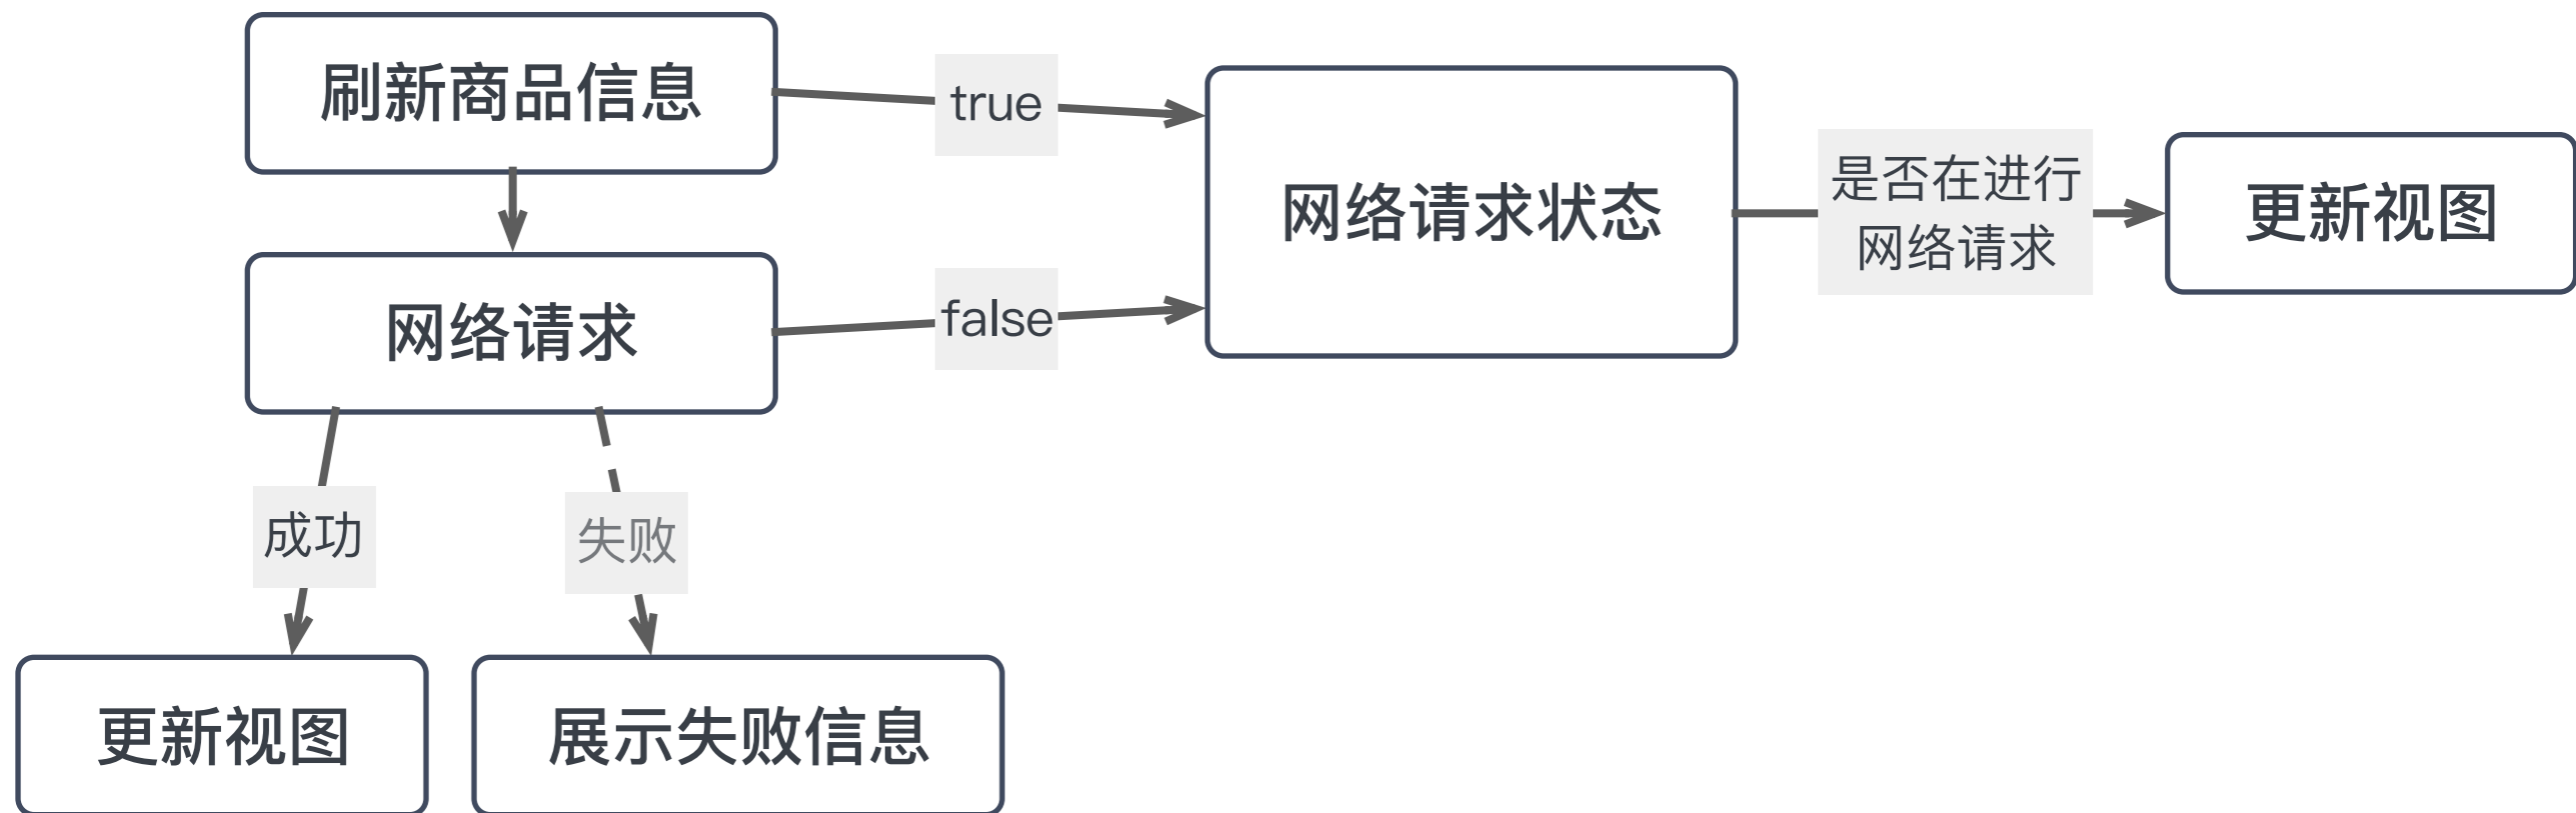 刷新商品信息
true
网络请求状态
是否在进行
网络请求
更新视图
网络请求
false
成功
失败
更新视图
展示失败信息